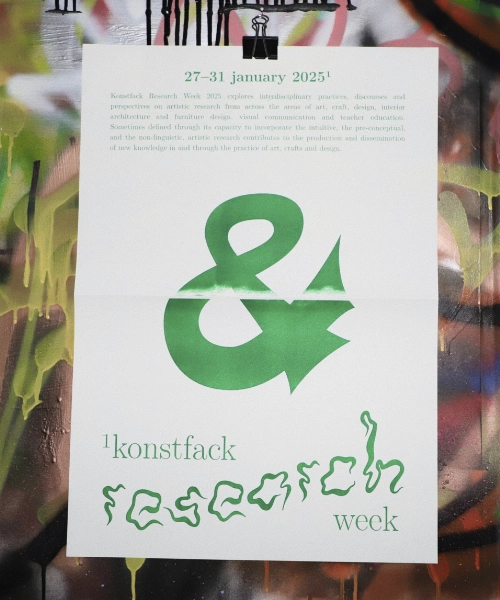 27–31 january 2025¹
Konstfack Research Week 2025 explores interdisciplinary practices, discourses and
perspectives on artistic research from across the areas of art, craft, design, interior
architecture and furniture design, visual communication and teacher education.
Sometimes defined through its capacity to incorporate the intuitive, the pre-conceptual,
and the non-linguistic, artistic research contributes to the production and dissemination
of new knowledge in and through the practice of art, crafts and design.
&
¹konstfack
research
week